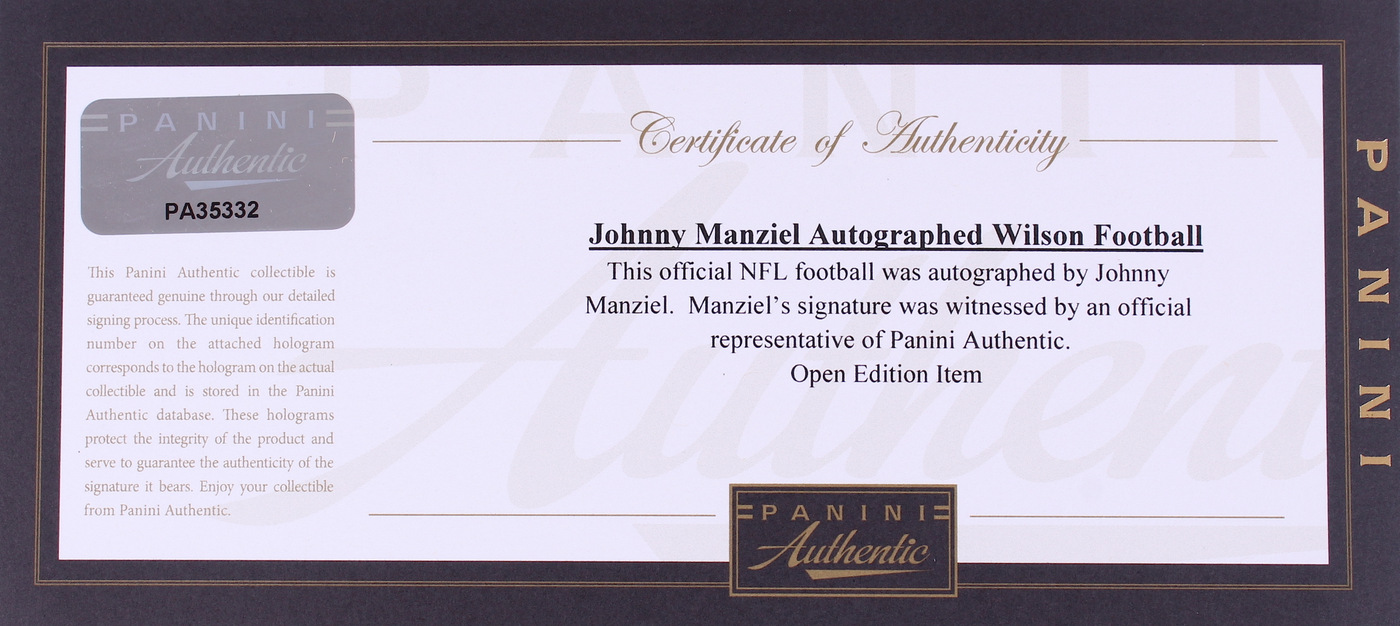 PANINI
Authentic
PA35332
This Panini Authentic collectible is
guaranteed genuine through our detailed
signing process. The unique identification
number on the attached hologram
corresponds to the hologram on the actual
collectible and is stored in the Panini
Authentic database. These holograms
protect the integrity of the product and
serve to guarantee the authenticity of the
signature it bears. Enjoy your collectible
from Panini Authentic.
Certificate of Authenticity
Johnny Manziel Autographed Wilson Football
This official NFL football was autographed by Johnny
Manziel. Manziel's signature was witnessed by an official
representative of Panini Authentic.
Open Edition Item
PANINI
Authentic
PANINI
PANIN
Authent